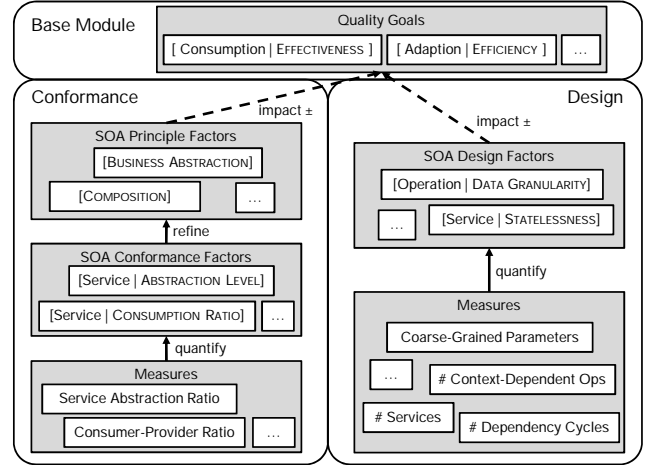 Base Module
Quality Goals
[ Consumption | EFFECTIVENESS ]
[ Adaption | EFFICIENCY ]
...
Conformance
impact ±
SOA Principle Factors
[BUSINESS ABSTRACTION]
[COMPOSITION]
...
refine
SOA Conformance Factors
[Service | ABSTRACTION LEVEL]
[Service | CONSUMPTION RATIO]
...
quantify
Measures
Service Abstraction Ratio
Consumer-Provider Ratio
...
Design
impact ±
SOA Design Factors
[Operation | DATA GRANULARITY]
...
[Service | STATELESSNESS]
quantify
Measures
Coarse-Grained Parameters
...
# Context-Dependent Ops
# Services
# Dependency Cycles